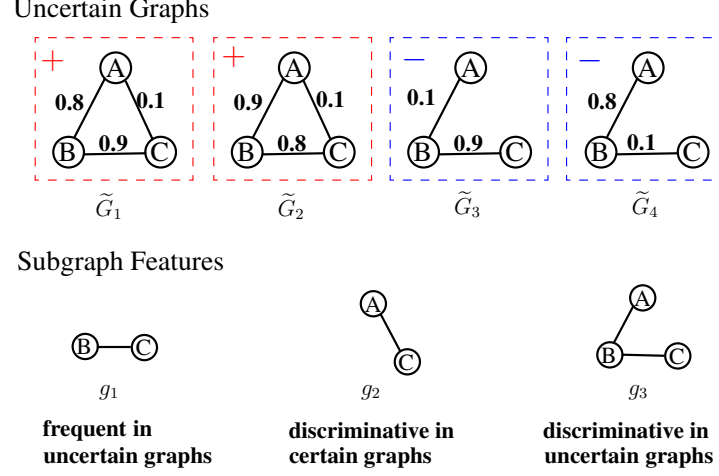 Uncertain Graphs
+ + − −
A A A A
0.8 0.1 0.9 0.1 0.1 0.8
B 0.9 C B 0.8 C B 0.9 C B 0.1 C
G̃₁ G̃₂ G̃₃ G̃₄
Subgraph Features
B C A C A B C
g₁ g₂ g₃
frequent in discriminative in discriminative in
uncertain graphs certain graphs uncertain graphs